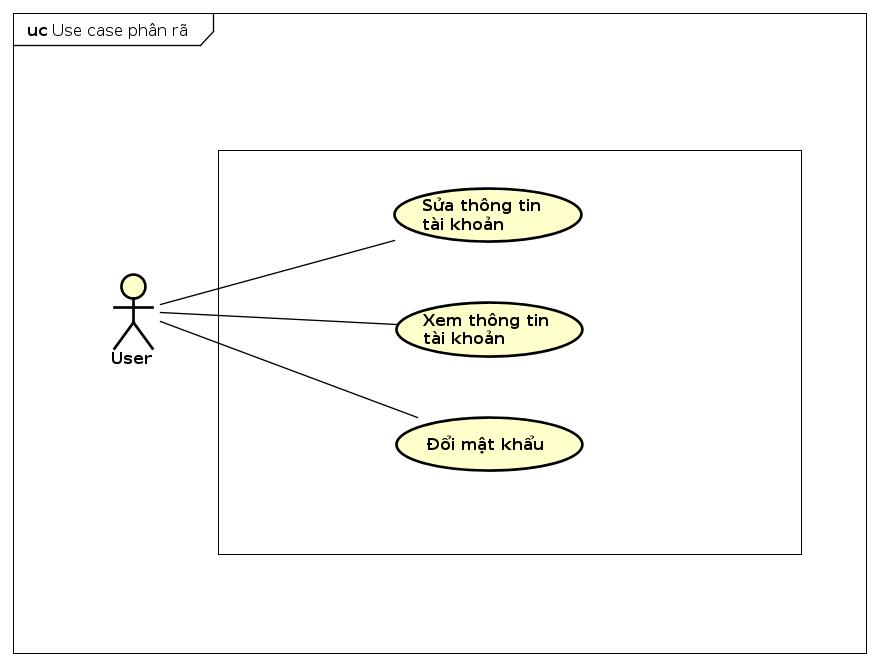 uc Use case phân rã
Sửa thông tin
tài khoản
Xem thông tin
tài khoản
User
Đổi mật khẩu